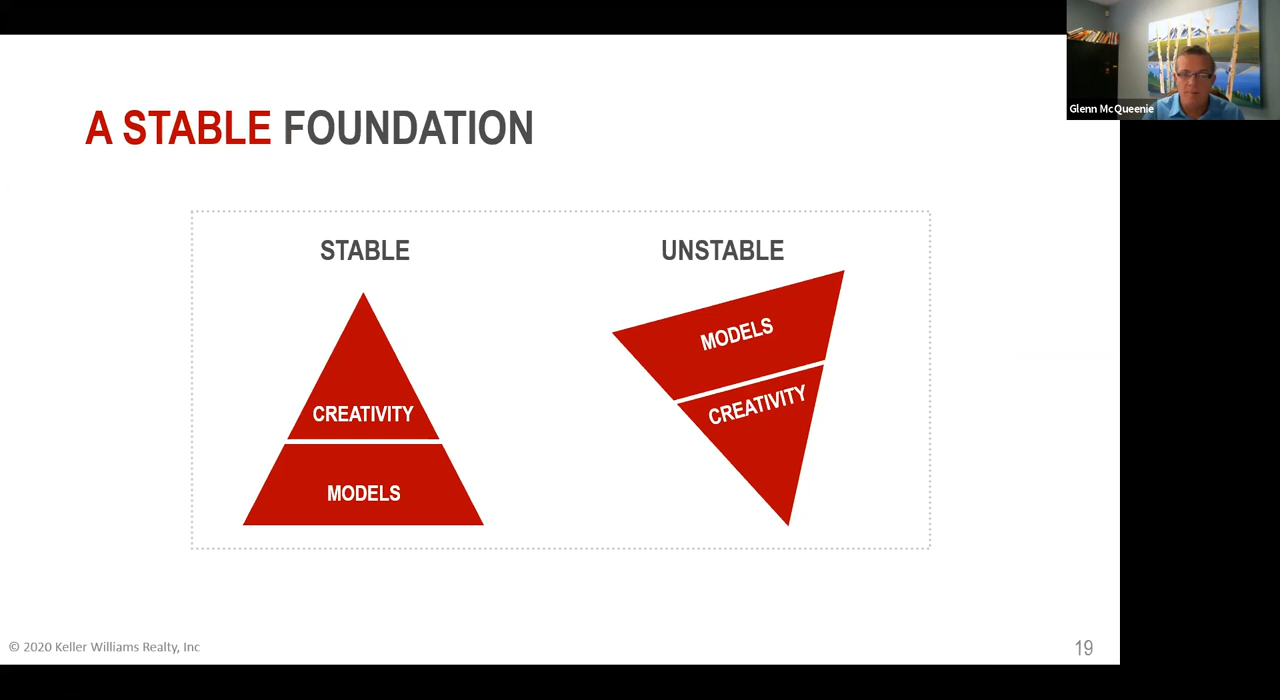 A STABLE FOUNDATION
STABLE
CREATIVITY
MODELS
UNSTABLE
MODELS
CREATIVITY
© 2020 Keller Williams Realty, Inc
19
Glenn McQueenie